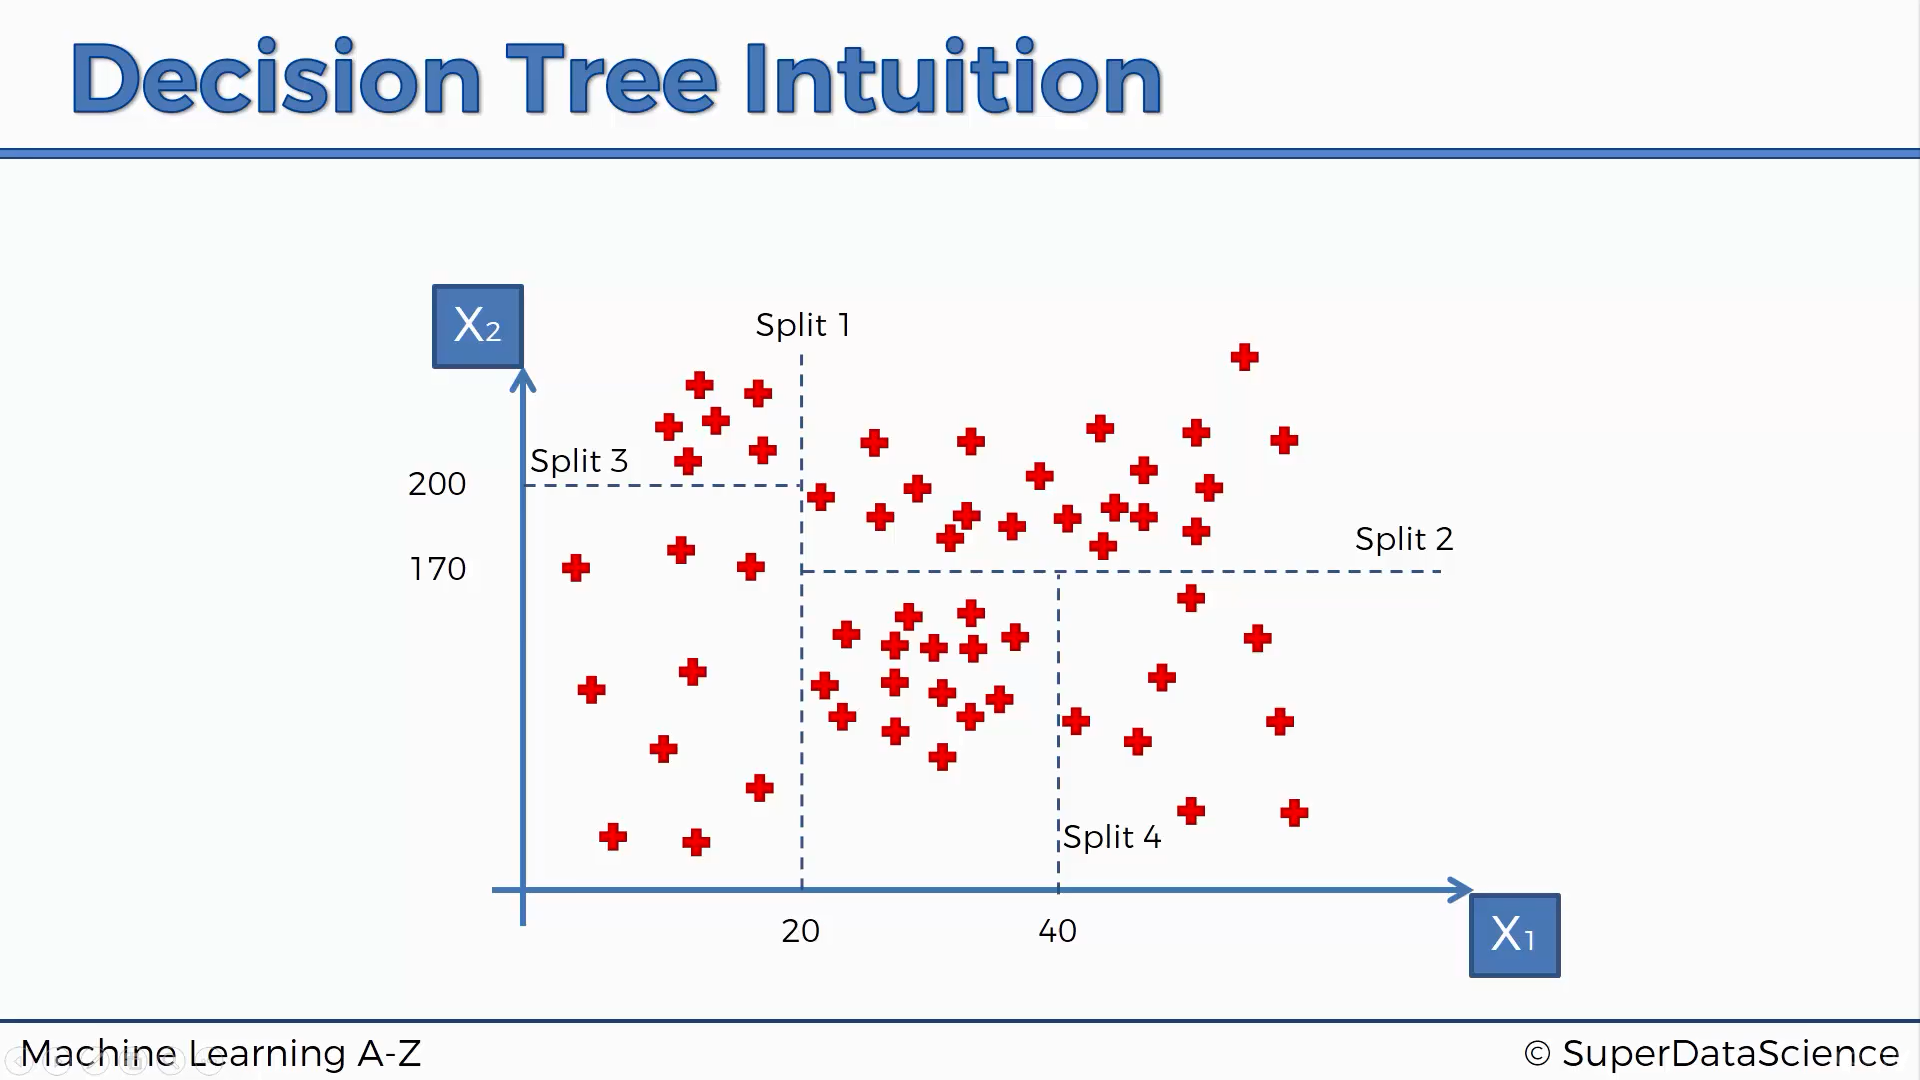 Decision Tree Intuition
X2
Split 1
Split 3
200
170
Split 2
Split 4
20
40
X1
Machine Learning A-Z
© SuperDataScience